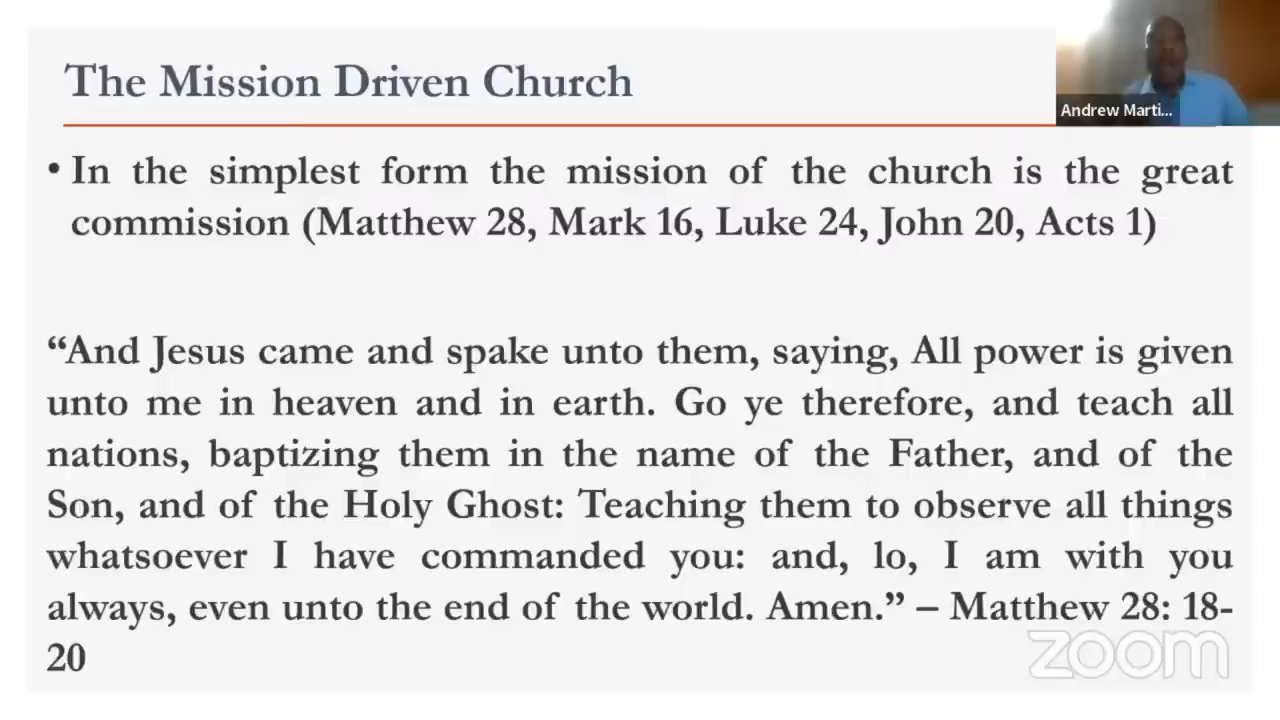 The Mission Driven Church
Andrew Marti...
• In the simplest form the mission of the church is the great
commission (Matthew 28, Mark 16, Luke 24, John 20, Acts 1)
“And Jesus came and spake unto them, saying, All power is given
unto me in heaven and in earth. Go ye therefore, and teach all
nations, baptizing them in the name of the Father, and of the
Son, and of the Holy Ghost: Teaching them to observe all things
whatsoever I have commanded you: and, lo, I am with you
always, even unto the end of the world. Amen.” – Matthew 28: 18-
20
zoom